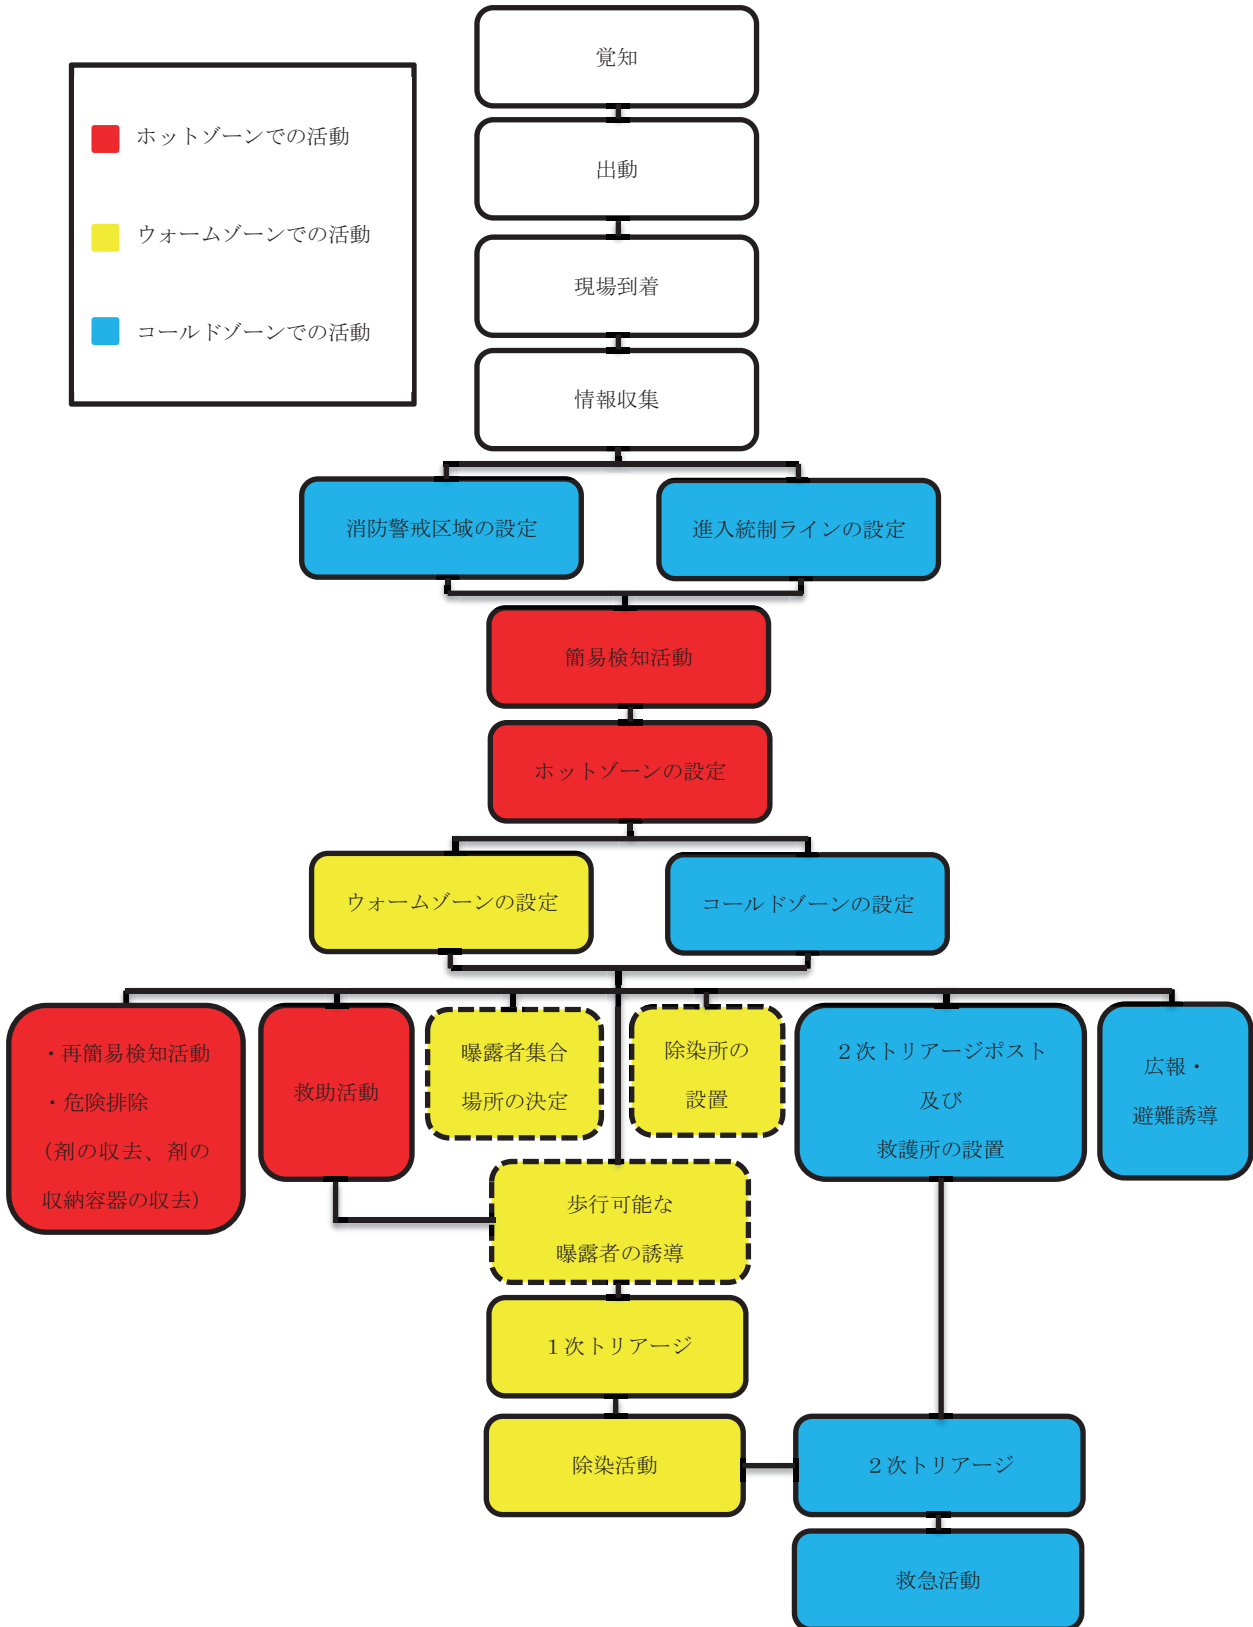 覚知
ホットゾーンでの活動
ウォームゾーンでの活動
コールドゾーンでの活動
出動
現場到着
情報収集
消防警戒区域の設定
進入統制ラインの設定
簡易検知活動
ホットゾーンの設定
ウォームゾーンの設定
コールドゾーンの設定
・再簡易検知活動
・危険排除
（剤の収去、剤の
収納容器の収去）
救助活動
曝露者集合
場所の決定
除染所の
設置
２次トリアージポスト
及び
救護所の設置
広報・
避難誘導
歩行可能な
曝露者の誘導
１次トリアージ
除染活動
２次トリアージ
救急活動